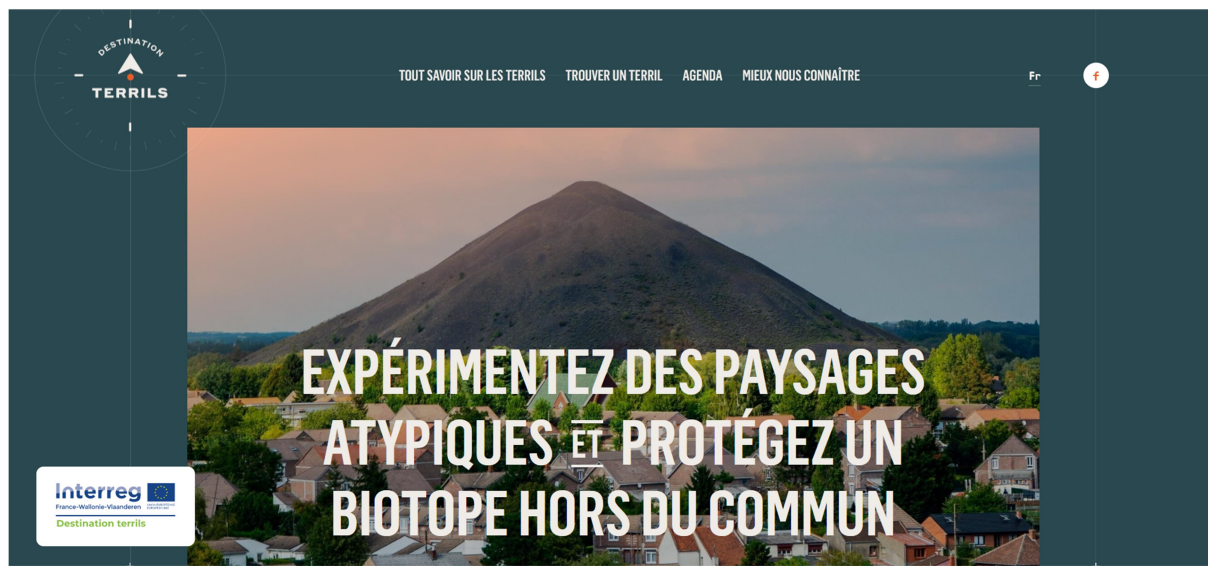 DESTINATION
TERRILS
TOUT SAVOIR SUR LES TERRILS
TROUVER UN TERRIL
AGENDA
MIEUX NOUS CONNAÎTRE
Fr
f
EXPÉRIMENTEZ DES PAYSAGES
ATYPIQUES ET PROTÉGEZ UN
BIOTOPE HORS DU COMMUN
Interreg
France-Wallonie-Vlaanderen
Destination terrils